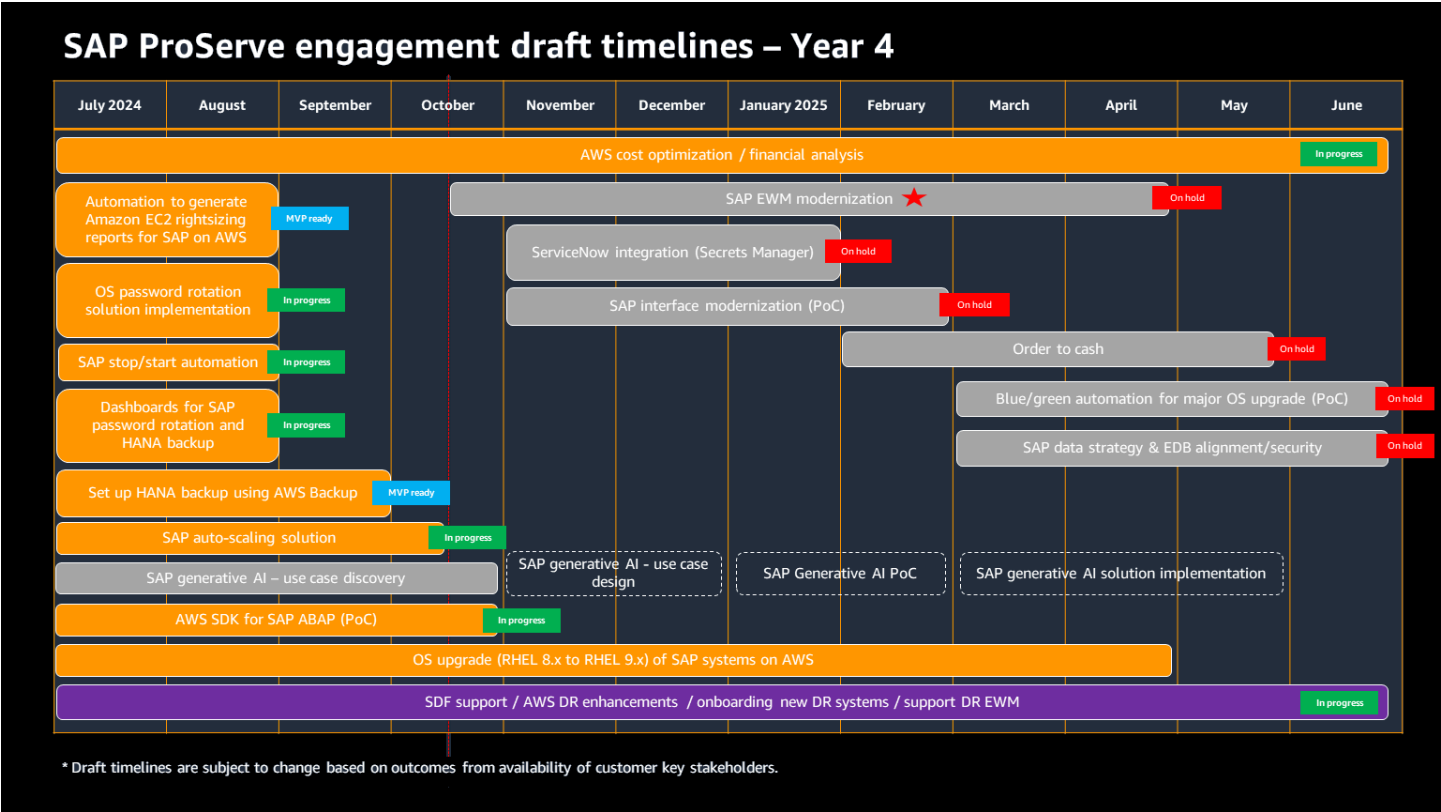 SAP ProServe engagement draft timelines – Year 4
July 2024 August September October November December January 2025 February March April May June
AWS cost optimization / financial analysis
In progress
Automation to generate
Amazon EC2 rightsizing
reports for SAP on AWS
MVP ready
SAP EWM modernization
On hold
ServiceNow integration (Secrets Manager)
On hold
OS password rotation
solution implementation
In progress
SAP interface modernization (PoC)
On hold
SAP stop/start automation
In progress
Order to cash
On hold
Dashboards for SAP
password rotation and
HANA backup
In progress
Blue/green automation for major OS upgrade (PoC)
On hold
SAP data strategy & EDB alignment/security
On hold
Set up HANA backup using AWS Backup
MVP ready
SAP auto-scaling solution
In progress
SAP generative AI – use case discovery
SAP generative AI - use case
design
SAP Generative AI PoC
SAP generative AI solution implementation
AWS SDK for SAP ABAP (PoC)
In progress
OS upgrade (RHEL 8.x to RHEL 9.x) of SAP systems on AWS
SDF support / AWS DR enhancements / onboarding new DR systems / support DR EWM
In progress
* Draft timelines are subject to change based on outcomes from availability of customer key stakeholders.